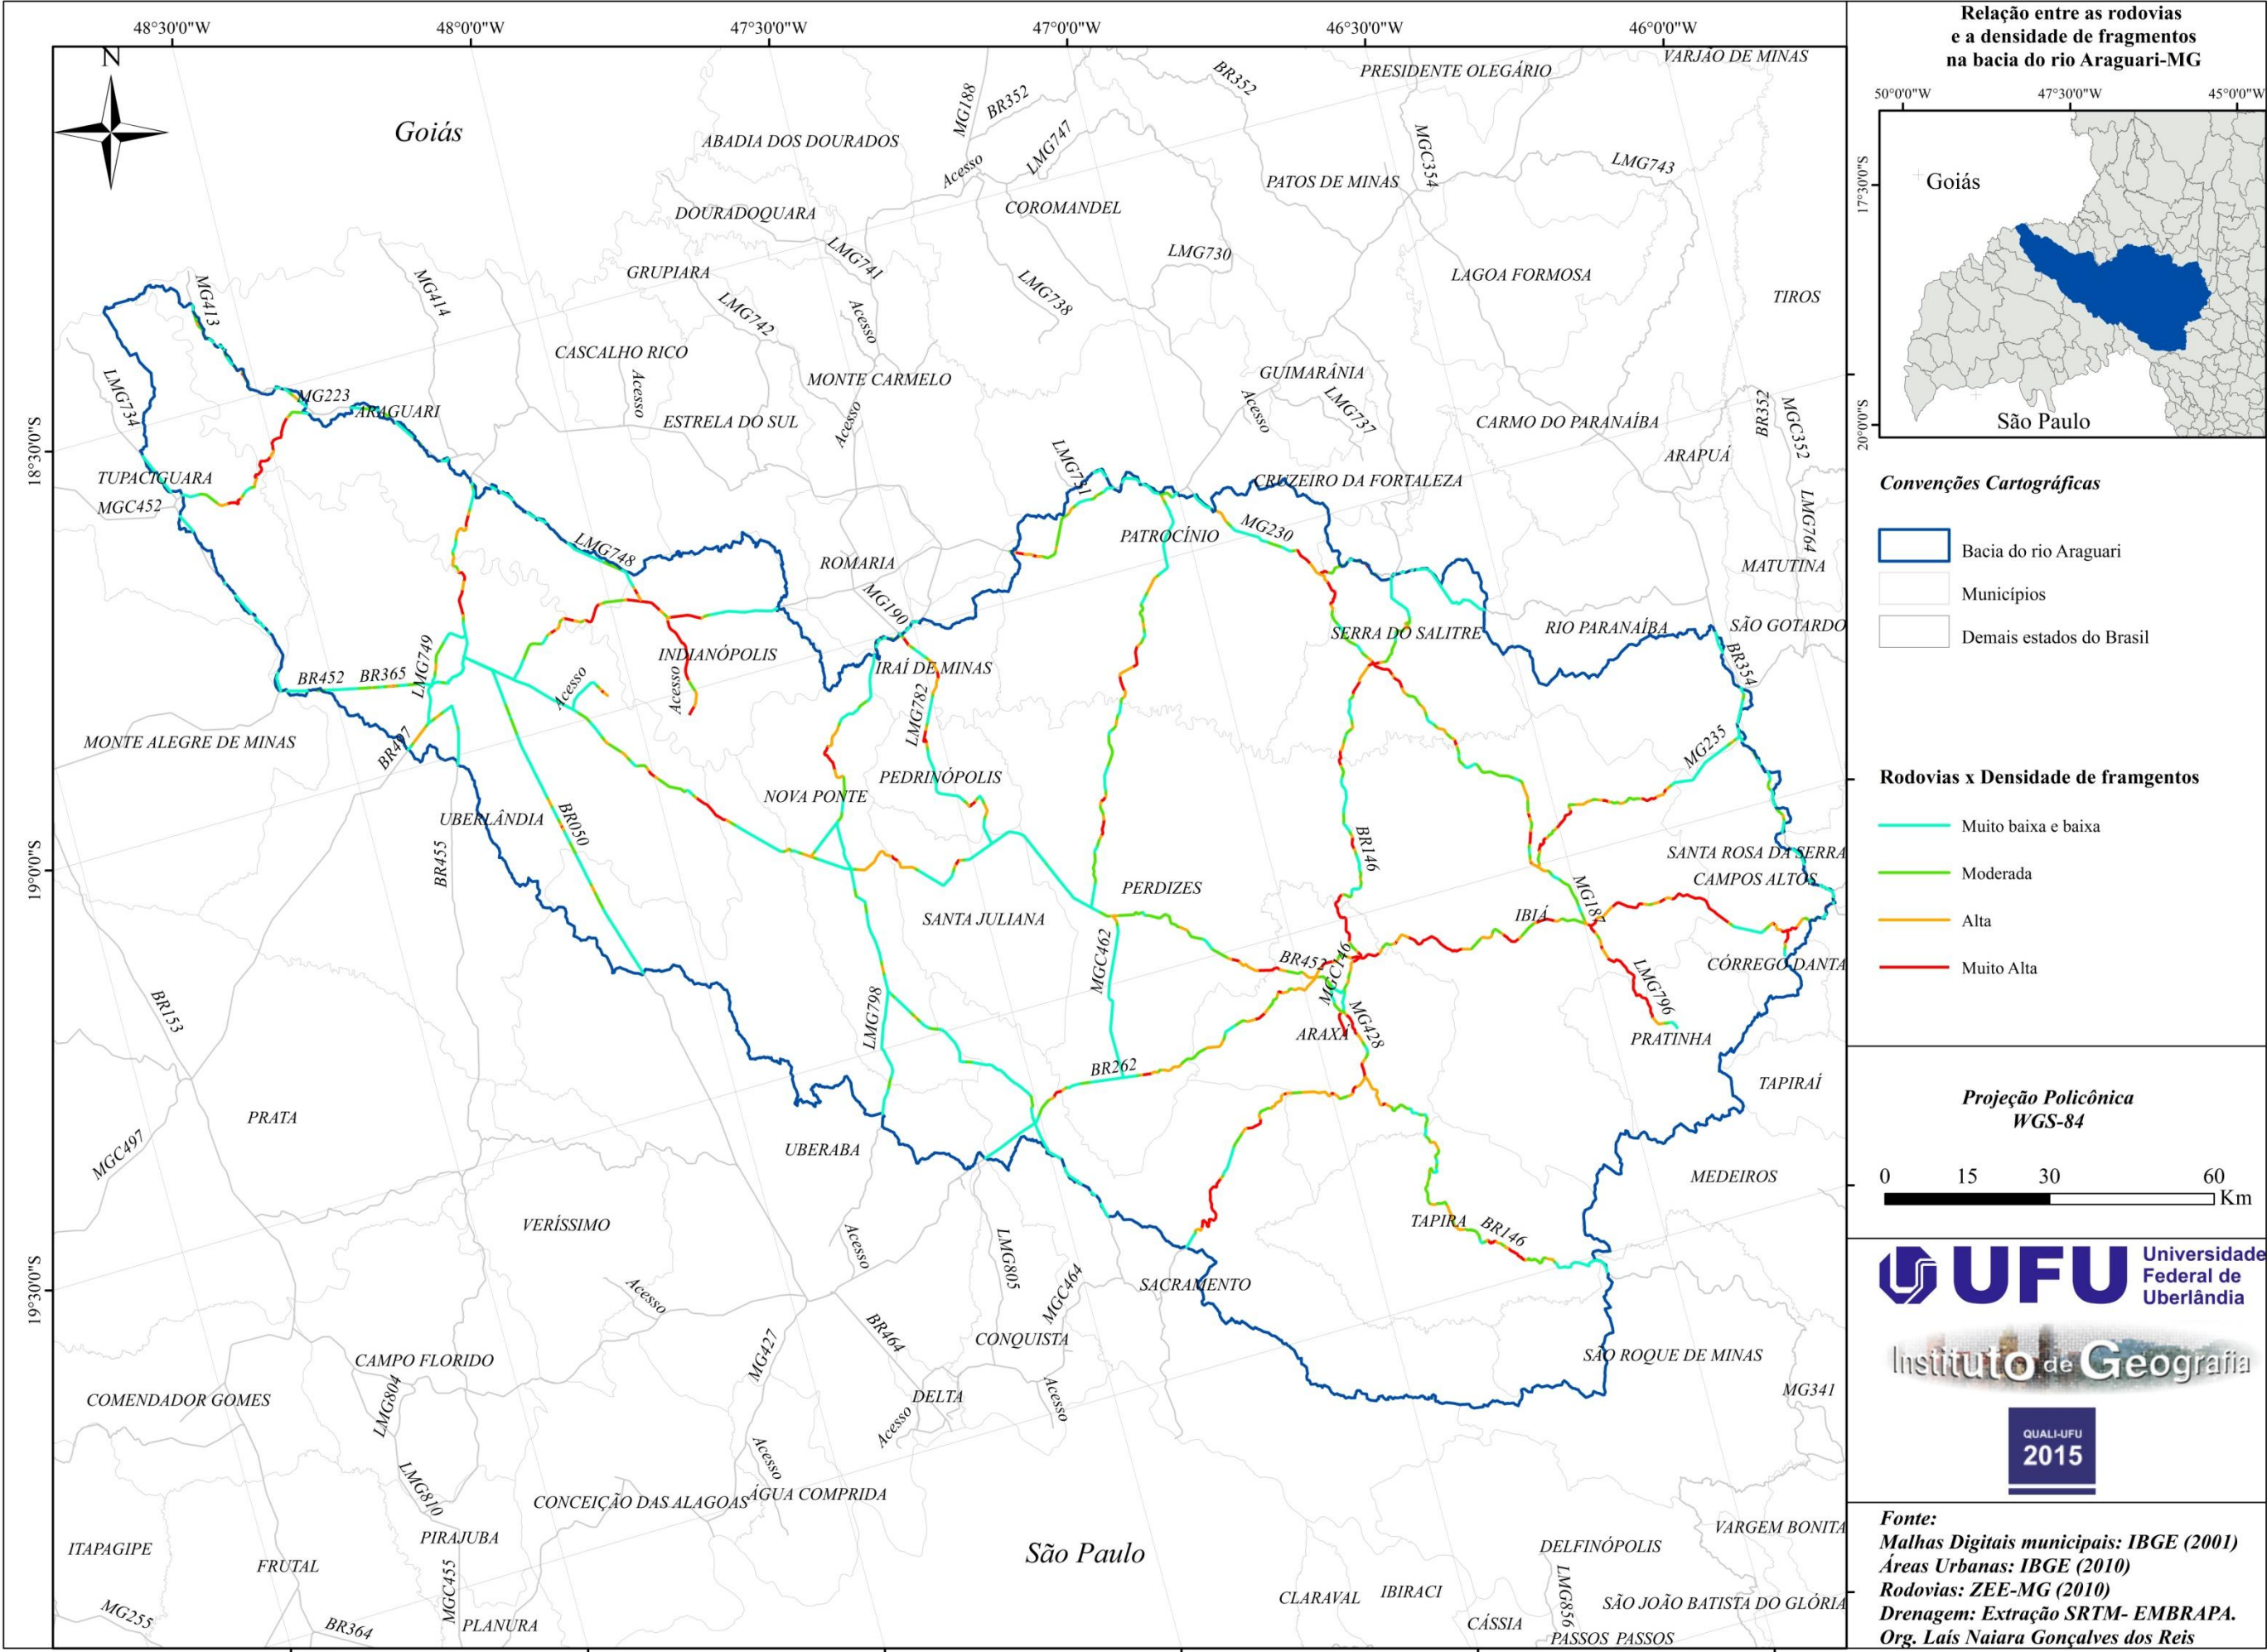 48°30'0"W
48°0'0"W
47°30'0"W
47°0'0"W
46°30'0"W
46°0'0"W
N
Goiás
VARJÃO DE MINAS
PRESIDENTE OLEGÁRIO
BR352
MG188
BR352
ABADIA DOS DOURADOS
LMG747
MGC354
LMG743
Acesso
PATOS DE MINAS
DOURADOQUARA
COROMANDEL
LMG741
LMG730
GRUPIARA
LAGOA FORMOSA
MG413
MG414
LMG742
Acesso
LMG738
TIROS
CASCALHO RICO
MONTE CARMELO
GUIMARÂNIA
LMG734
MG223
ARAGUARI
Acesso
ESTRELA DO SUL
Acesso
Acesso
LMG737
CARMO DO PARANAÍBA
BR352
MGC352
18°30'0"S
ARAPUÁ
TUPACIGUARA
MGC452
LMG731
CRUZEIRO DA FORTALEZA
LMG764
LMG748
PATROCÍNIO
MG230
ROMARIA
MATUTINA
MG190
SERRA DO SALITRE
RIO PARANAÍBA
SÃO GOTARDO
LMG749
INDIANÓPOLIS
IRAÍ DE MINAS
BR354
BR452
BR365
Acesso
Acesso
LMG782
MONTE ALEGRE DE MINAS
BR497
MG235
PEDRINÓPOLIS
NOVA PONTE
UBERLÂNDIA
BR050
BR455
BR146
19°0'0"S
SANTA ROSA DA SERRA
CAMPOS ALTOS
PERDIZES
MG187
IBIÁ
SANTA JULIANA
MGC462
BR452
MGC146
CÓRREGO DANTA
BR153
LMG798
LMG796
MG428
ARAXÁ
PRATINHA
BR262
TAPIRAÍ
PRATA
MGC497
UBERABA
MEDEIROS
VERÍSSIMO
TAPIRA
BR146
Acesso
LMG805
19°30'0"S
MGC464
SACRAMENTO
Acesso
BR464
CONQUISTA
MG427
SÃO ROQUE DE MINAS
CAMPO FLORIDO
MG341
COMENDADOR GOMES
LMG804
DELTA
Acesso
Acesso
Acesso
LMG810
CONCEIÇÃO DAS ALAGOAS
ÁGUA COMPRIDA
VARGEM BONITA
PIRAJUBA
ITAPAGIPE
FRUTAL
São Paulo
DELFINÓPOLIS
MGC455
CLARAVAL
IBIRACI
LMG856
SÃO JOÃO BATISTA DO GLÓRIA
MG255
BR364
PLANURA
CÁSSIA
PASSOS PASSOS
Relação entre as rodovias
e a densidade de fragmentos
na bacia do rio Araguari-MG
50°0'0"W
47°30'0"W
45°0'0"W
17°30'0"S
Goiás
20°0'0"S
São Paulo
Convenções Cartográficas
Bacia do rio Araguari
Municípios
Demais estados do Brasil
Rodovias x Densidade de framgentos
Muito baixa e baixa
Moderada
Alta
Muito Alta
Projeção Policônica
WGS-84
0 15 30 60
Km
UFU
Universidade
Federal de
Uberlândia
Instituto de Geografia
QUALI-UFU
2015
Fonte:
Malhas Digitais municipais: IBGE (2001)
Áreas Urbanas: IBGE (2010)
Rodovias: ZEE-MG (2010)
Drenagem: Extração SRTM- EMBRAPA.
Org. Laís Naiara Gonçalves dos Reis